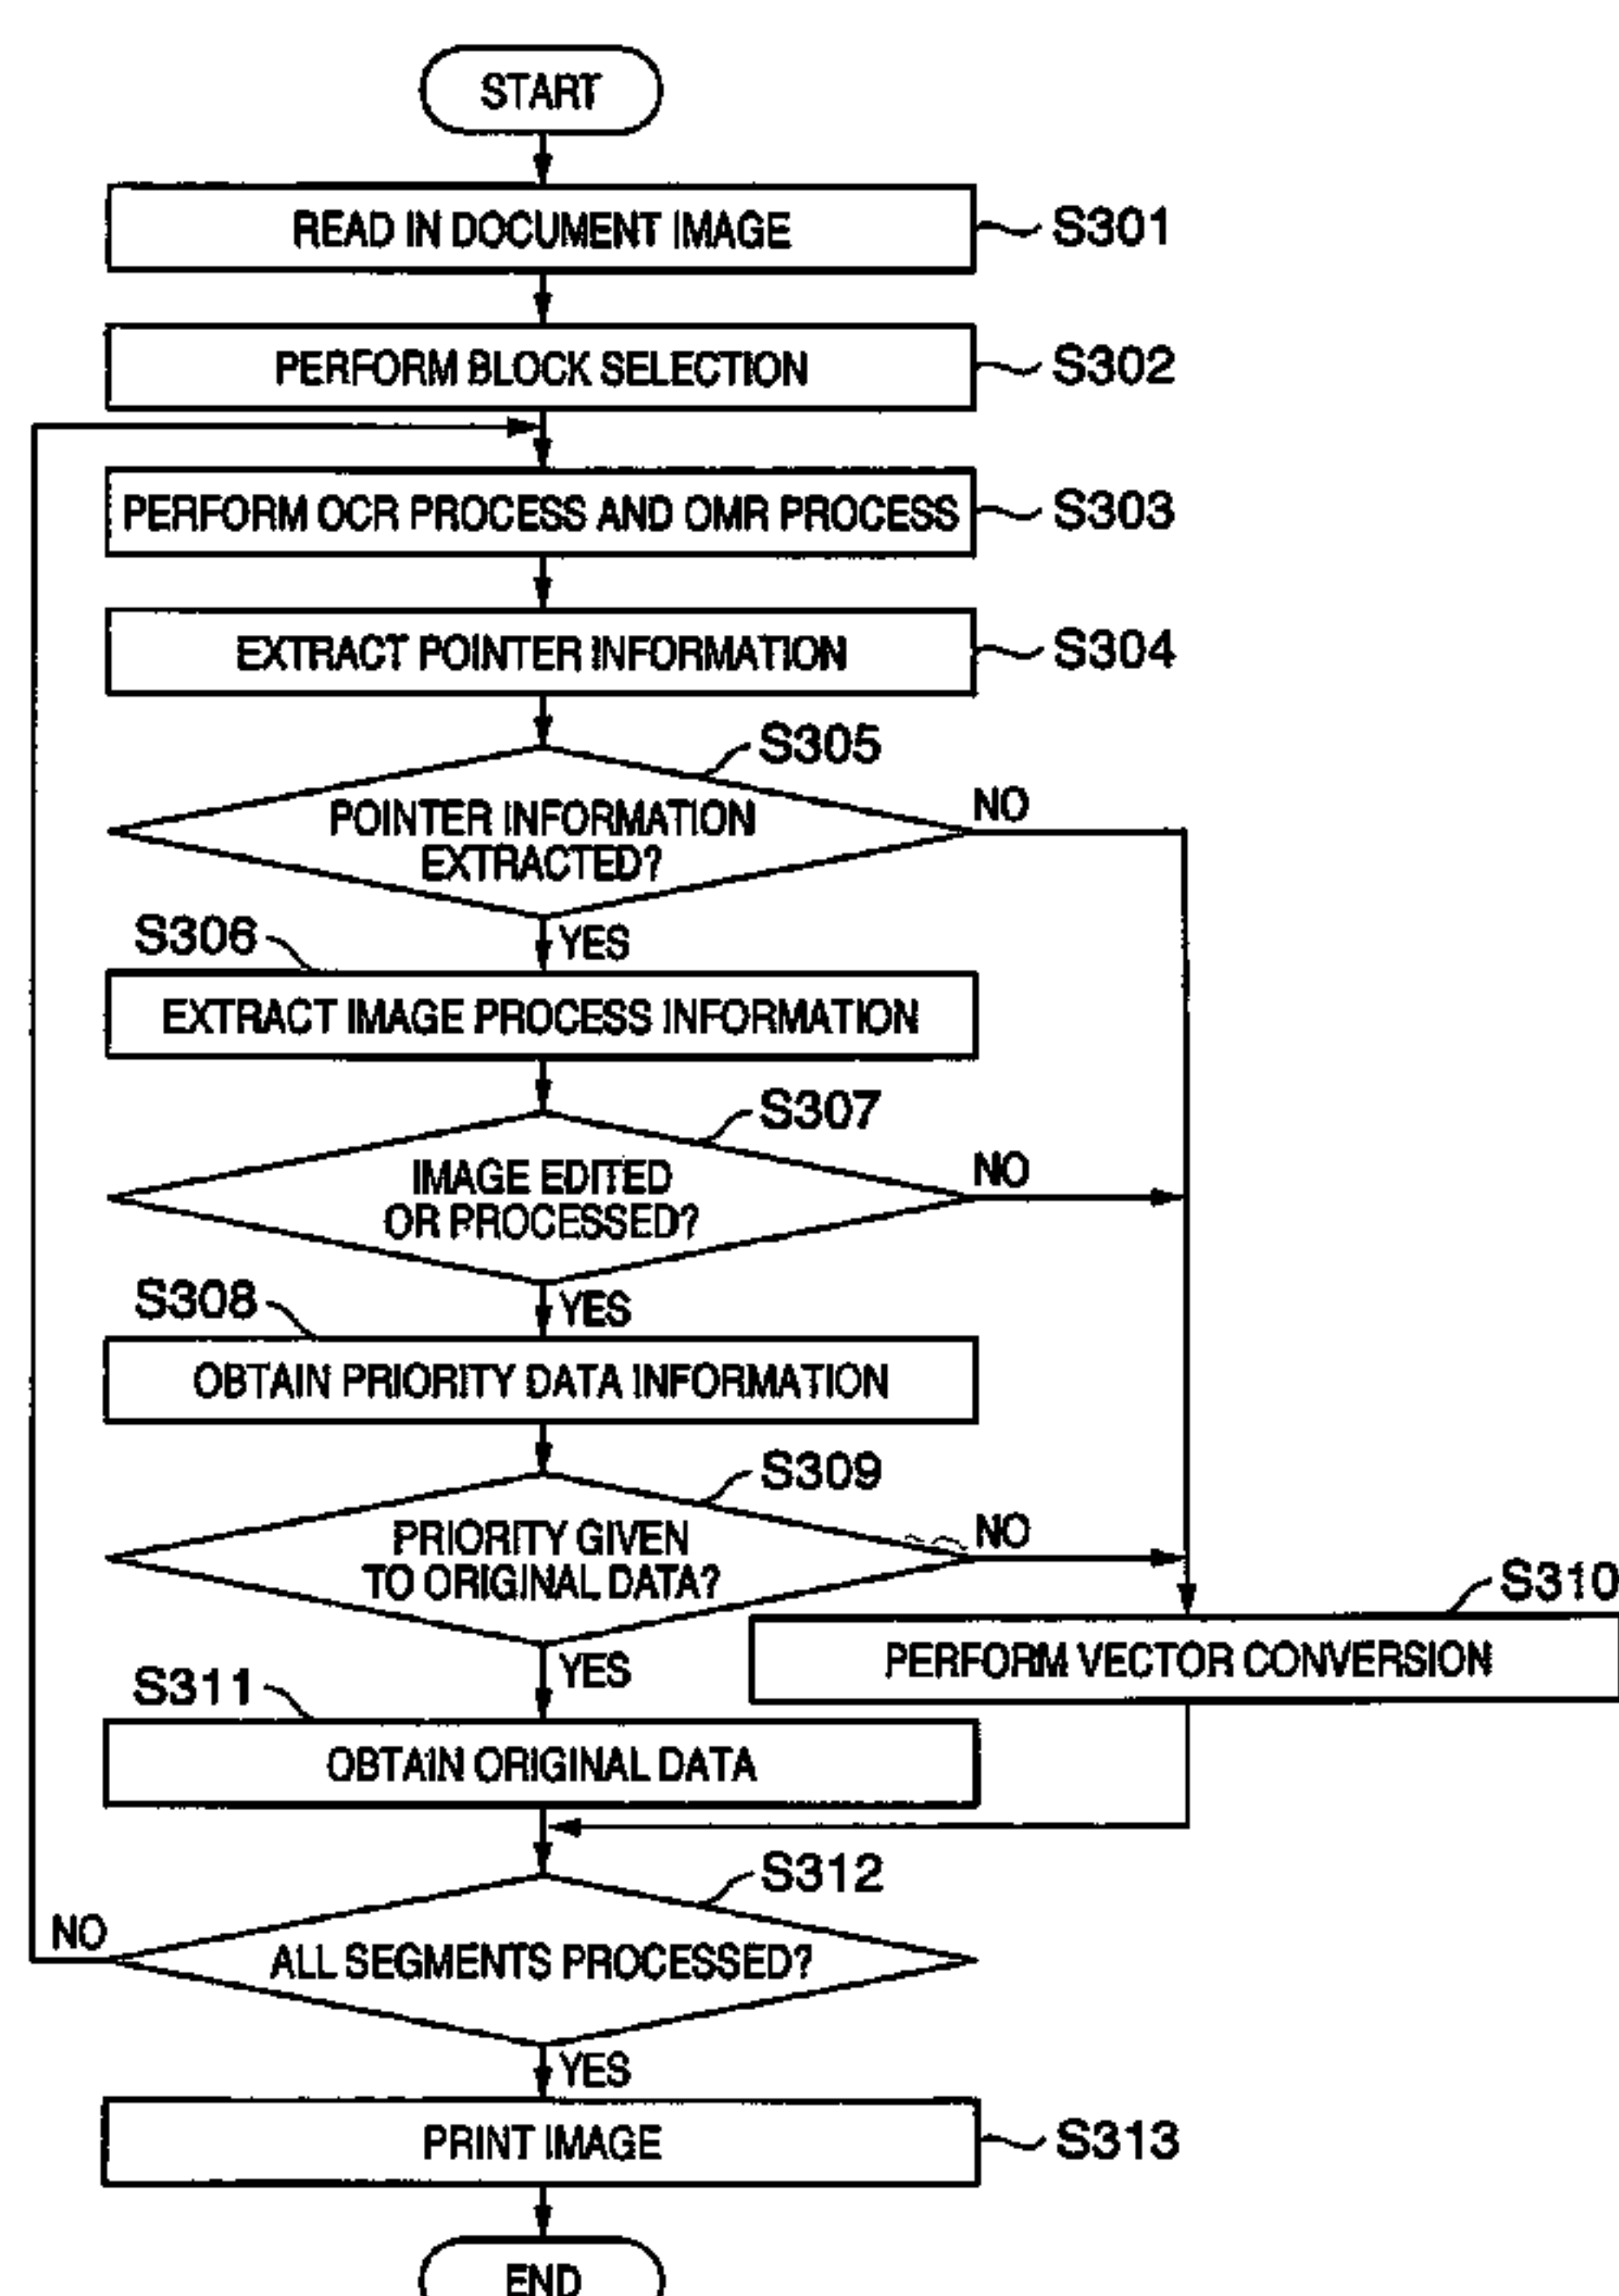 START
READ IN DOCUMENT IMAGE
S301
PERFORM BLOCK SELECTION
S302
PERFORM OCR PROCESS AND OMR PROCESS
S303
EXTRACT POINTER INFORMATION
S304
S305
POINTER INFORMATION
EXTRACTED?
NO
YES
S306
EXTRACT IMAGE PROCESS INFORMATION
S307
IMAGE EDITED
OR PROCESSED?
NO
YES
S308
OBTAIN PRIORITY DATA INFORMATION
S309
PRIORITY GIVEN
TO ORIGINAL DATA?
NO
YES
S310
PERFORM VECTOR CONVERSION
S311
OBTAIN ORIGINAL DATA
S312
ALL SEGMENTS PROCESSED?
NO
YES
PRINT IMAGE
S313
END